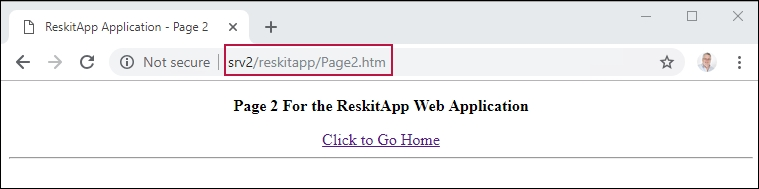 ReskitApp Application - Page 2
Not secure | srv2/reskitapp/Page2.htm
Page 2 For the ReskitApp Web Application
Click to Go Home